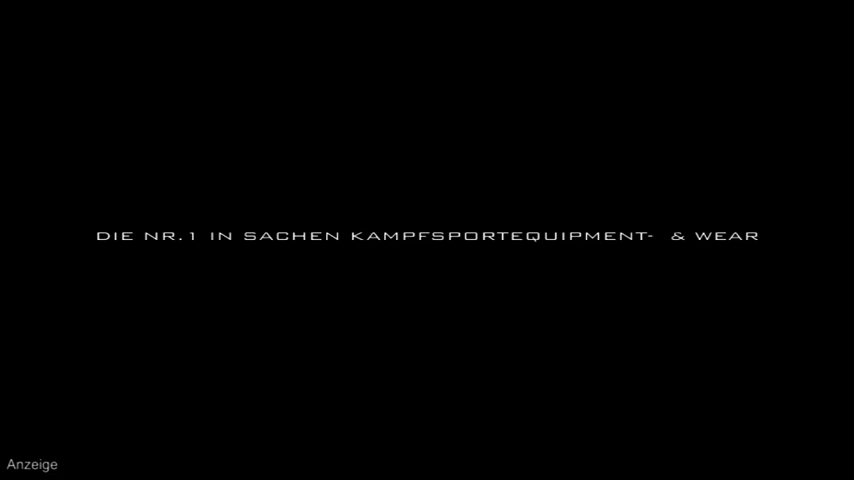 DIE NR.1 IN SACHEN KAMPFSPORTEQUIPMENT- & WEAR
Anzeige